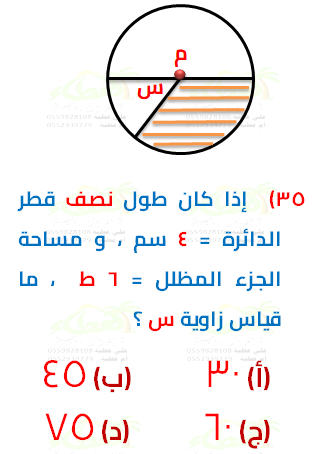 م
س
٣٥) إذا كان طول نصف قطر
الدائرة = ٤ سم ، و مساحة
الجزء المظلل = ٦ ط ، ما
قياس زاوية س ؟
(أ) ٣٠ (ب) ٤٥
(ج) ٦٠ (د) ٧٥